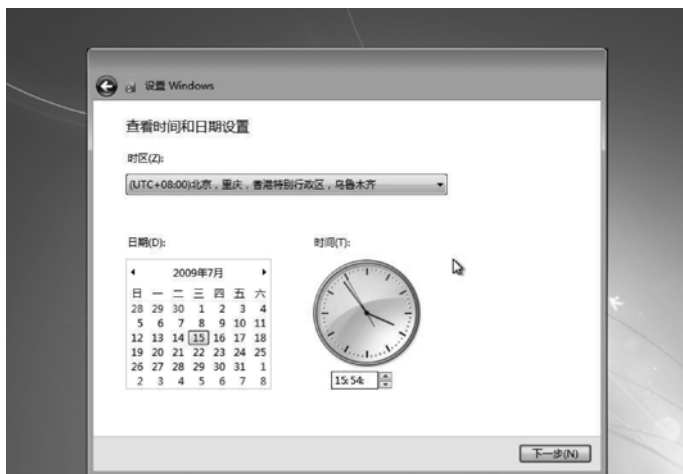 设置 Windows
查看时间和日期设置
时区(Z):
(UTC+08:00)北京，重庆，香港特别行政区，乌鲁木齐
日期(D):
时间(T):
2009年7月
日 一 二 三 四 五 六
28 29 30 1 2 3 4
5 6 7 8 9 10 11
12 13 14 15 16 17 18
19 20 21 22 23 24 25
26 27 28 29 30 31 1
2 3 4 5 6 7 8
15:54:
下一步(N)